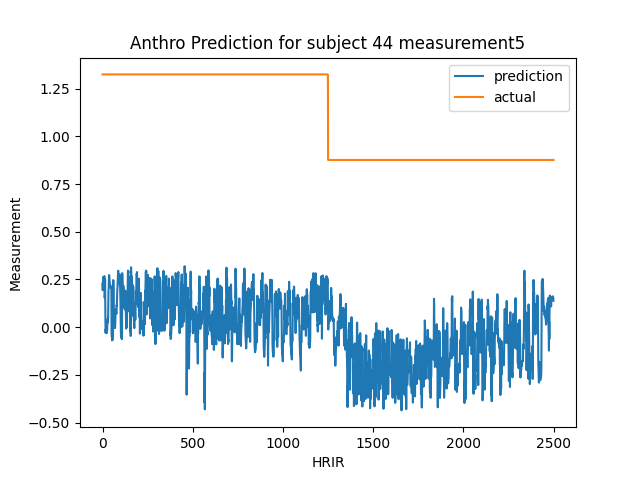 Anthro Prediction for subject 44 measurement5
prediction
actual
Measurement
1.25
1.00
0.75
0.50
0.25
0.00
−0.25
−0.50
0
500
1000
1500
2000
2500
HRIR